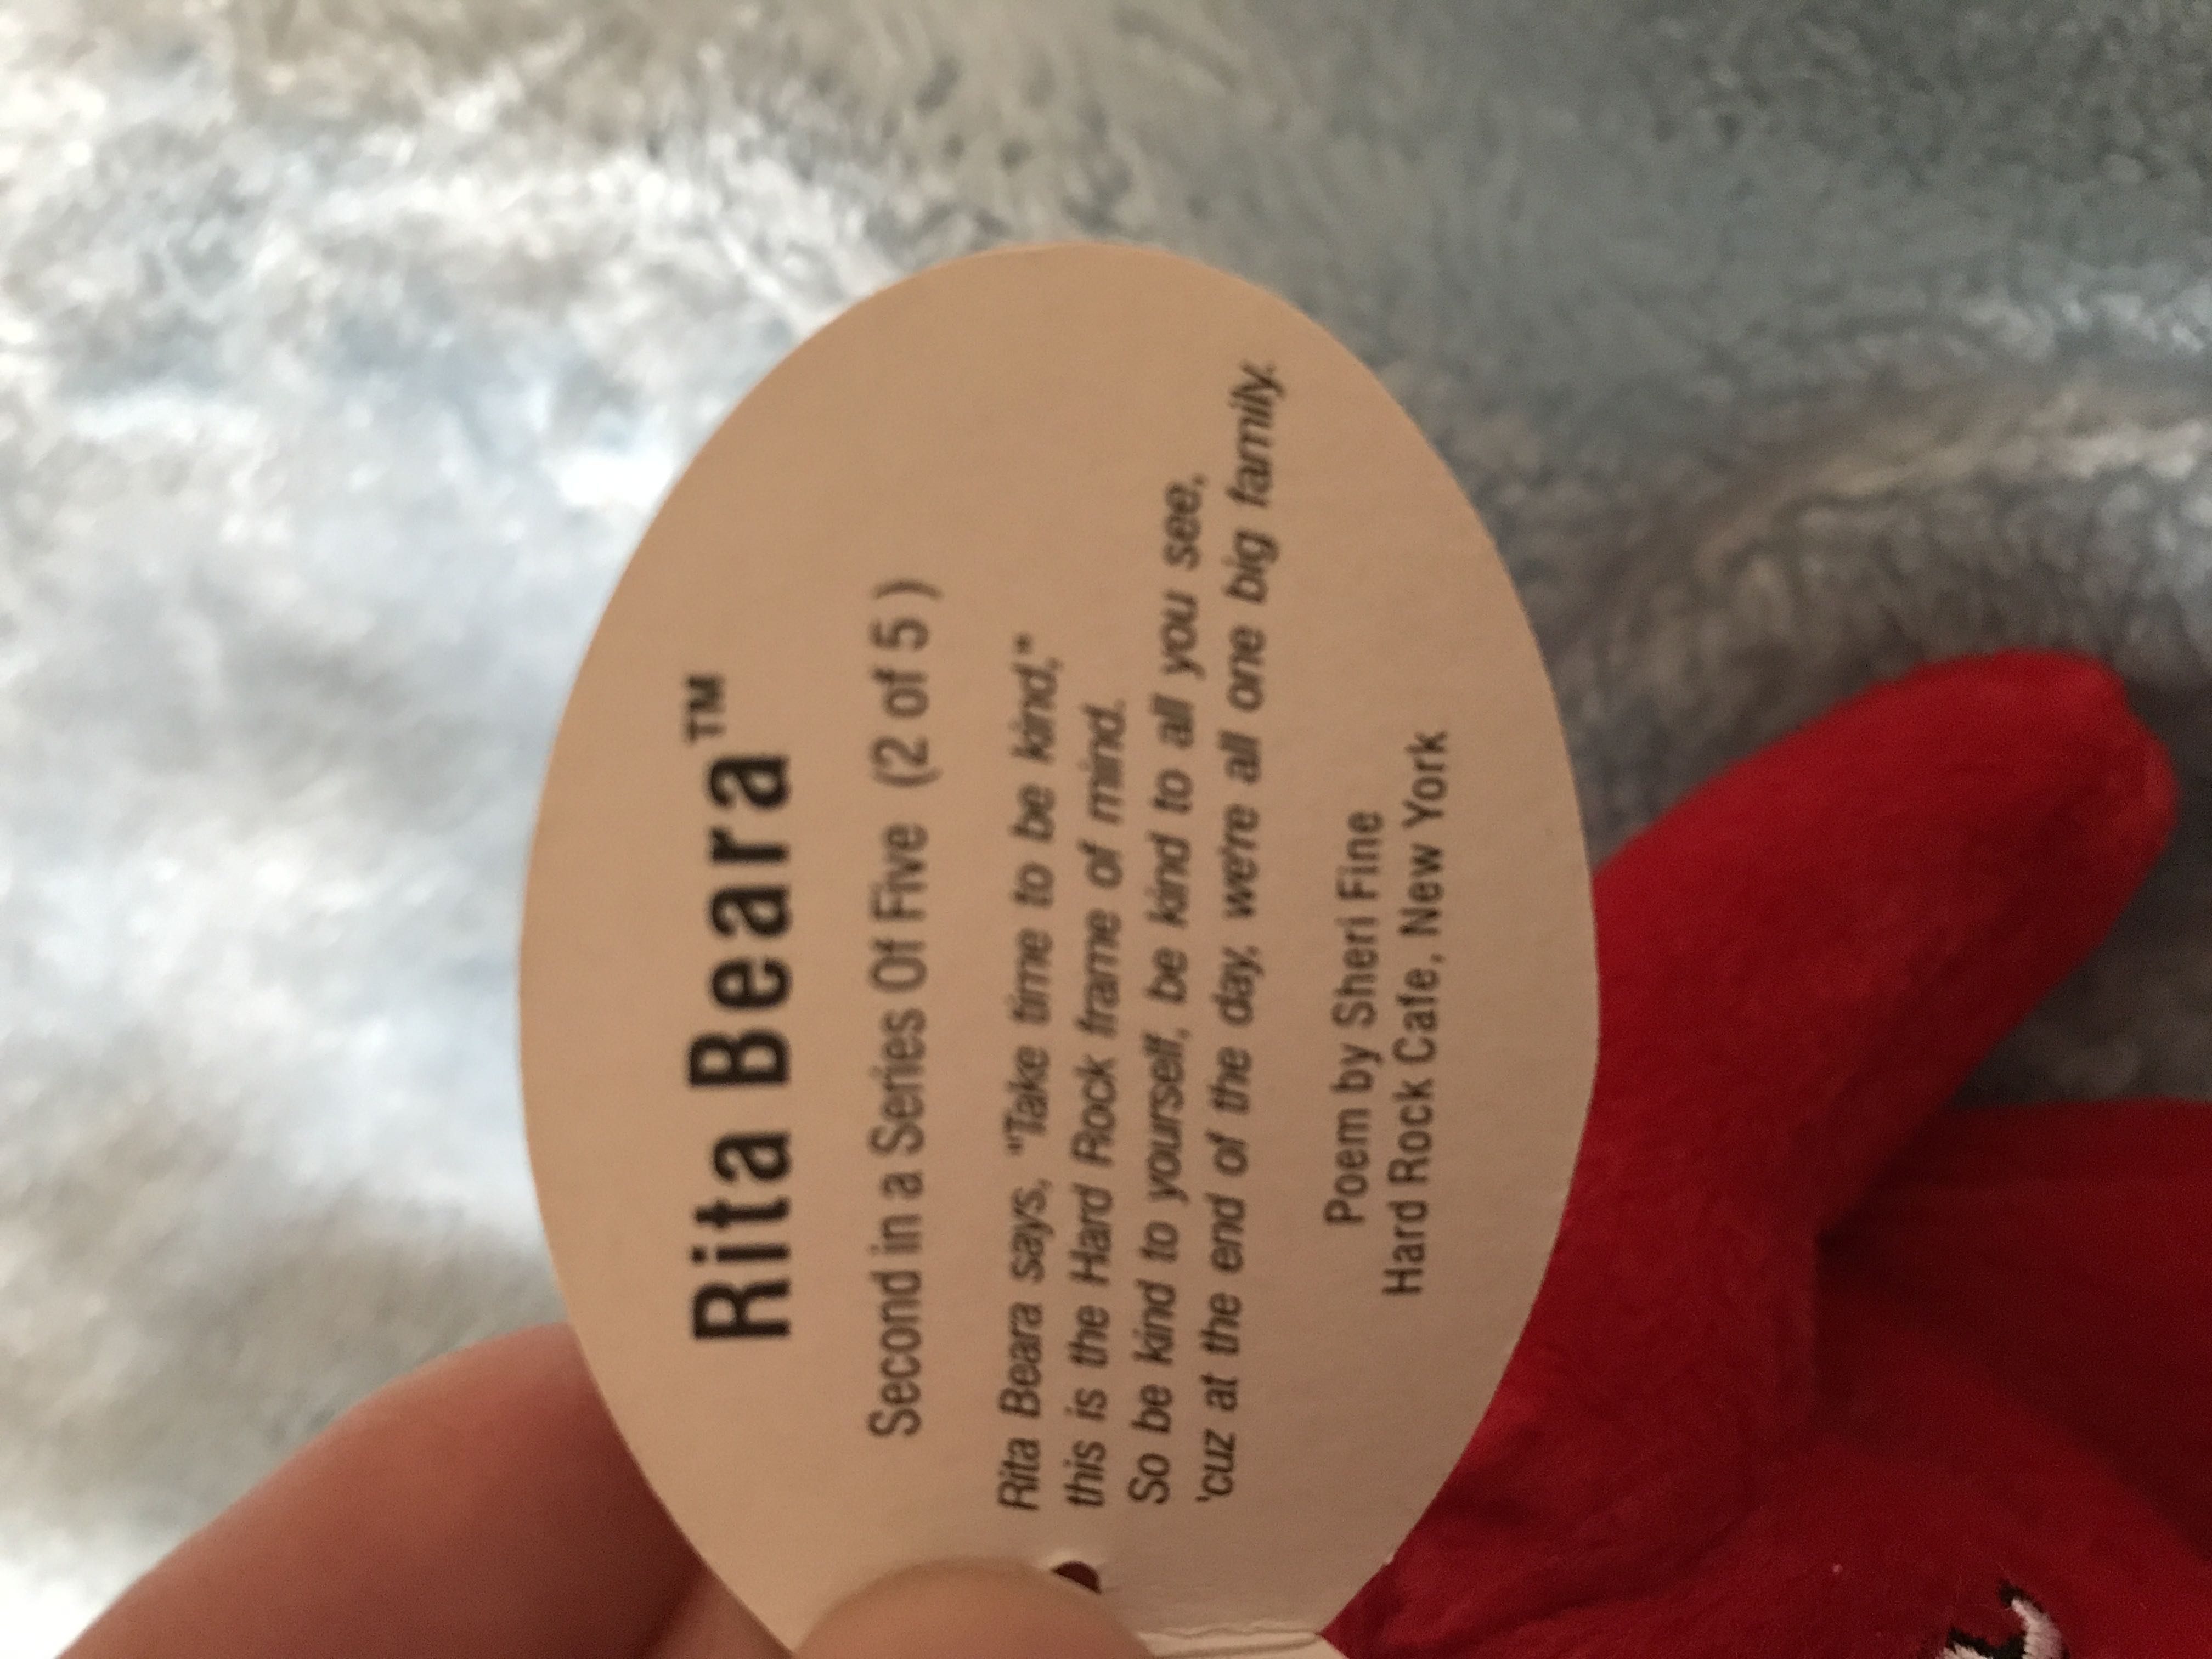 Rita Beara™
Second in a Series Of Five (2 of 5)
Rita Beara says, "Take time to be kind,"
this is the Hard Rock frame of mind.
So be kind to yourself, be kind to all you see,
'cuz at the end of the day, we're all one big family.
Poem by Sheri Fine
Hard Rock Cafe, New York